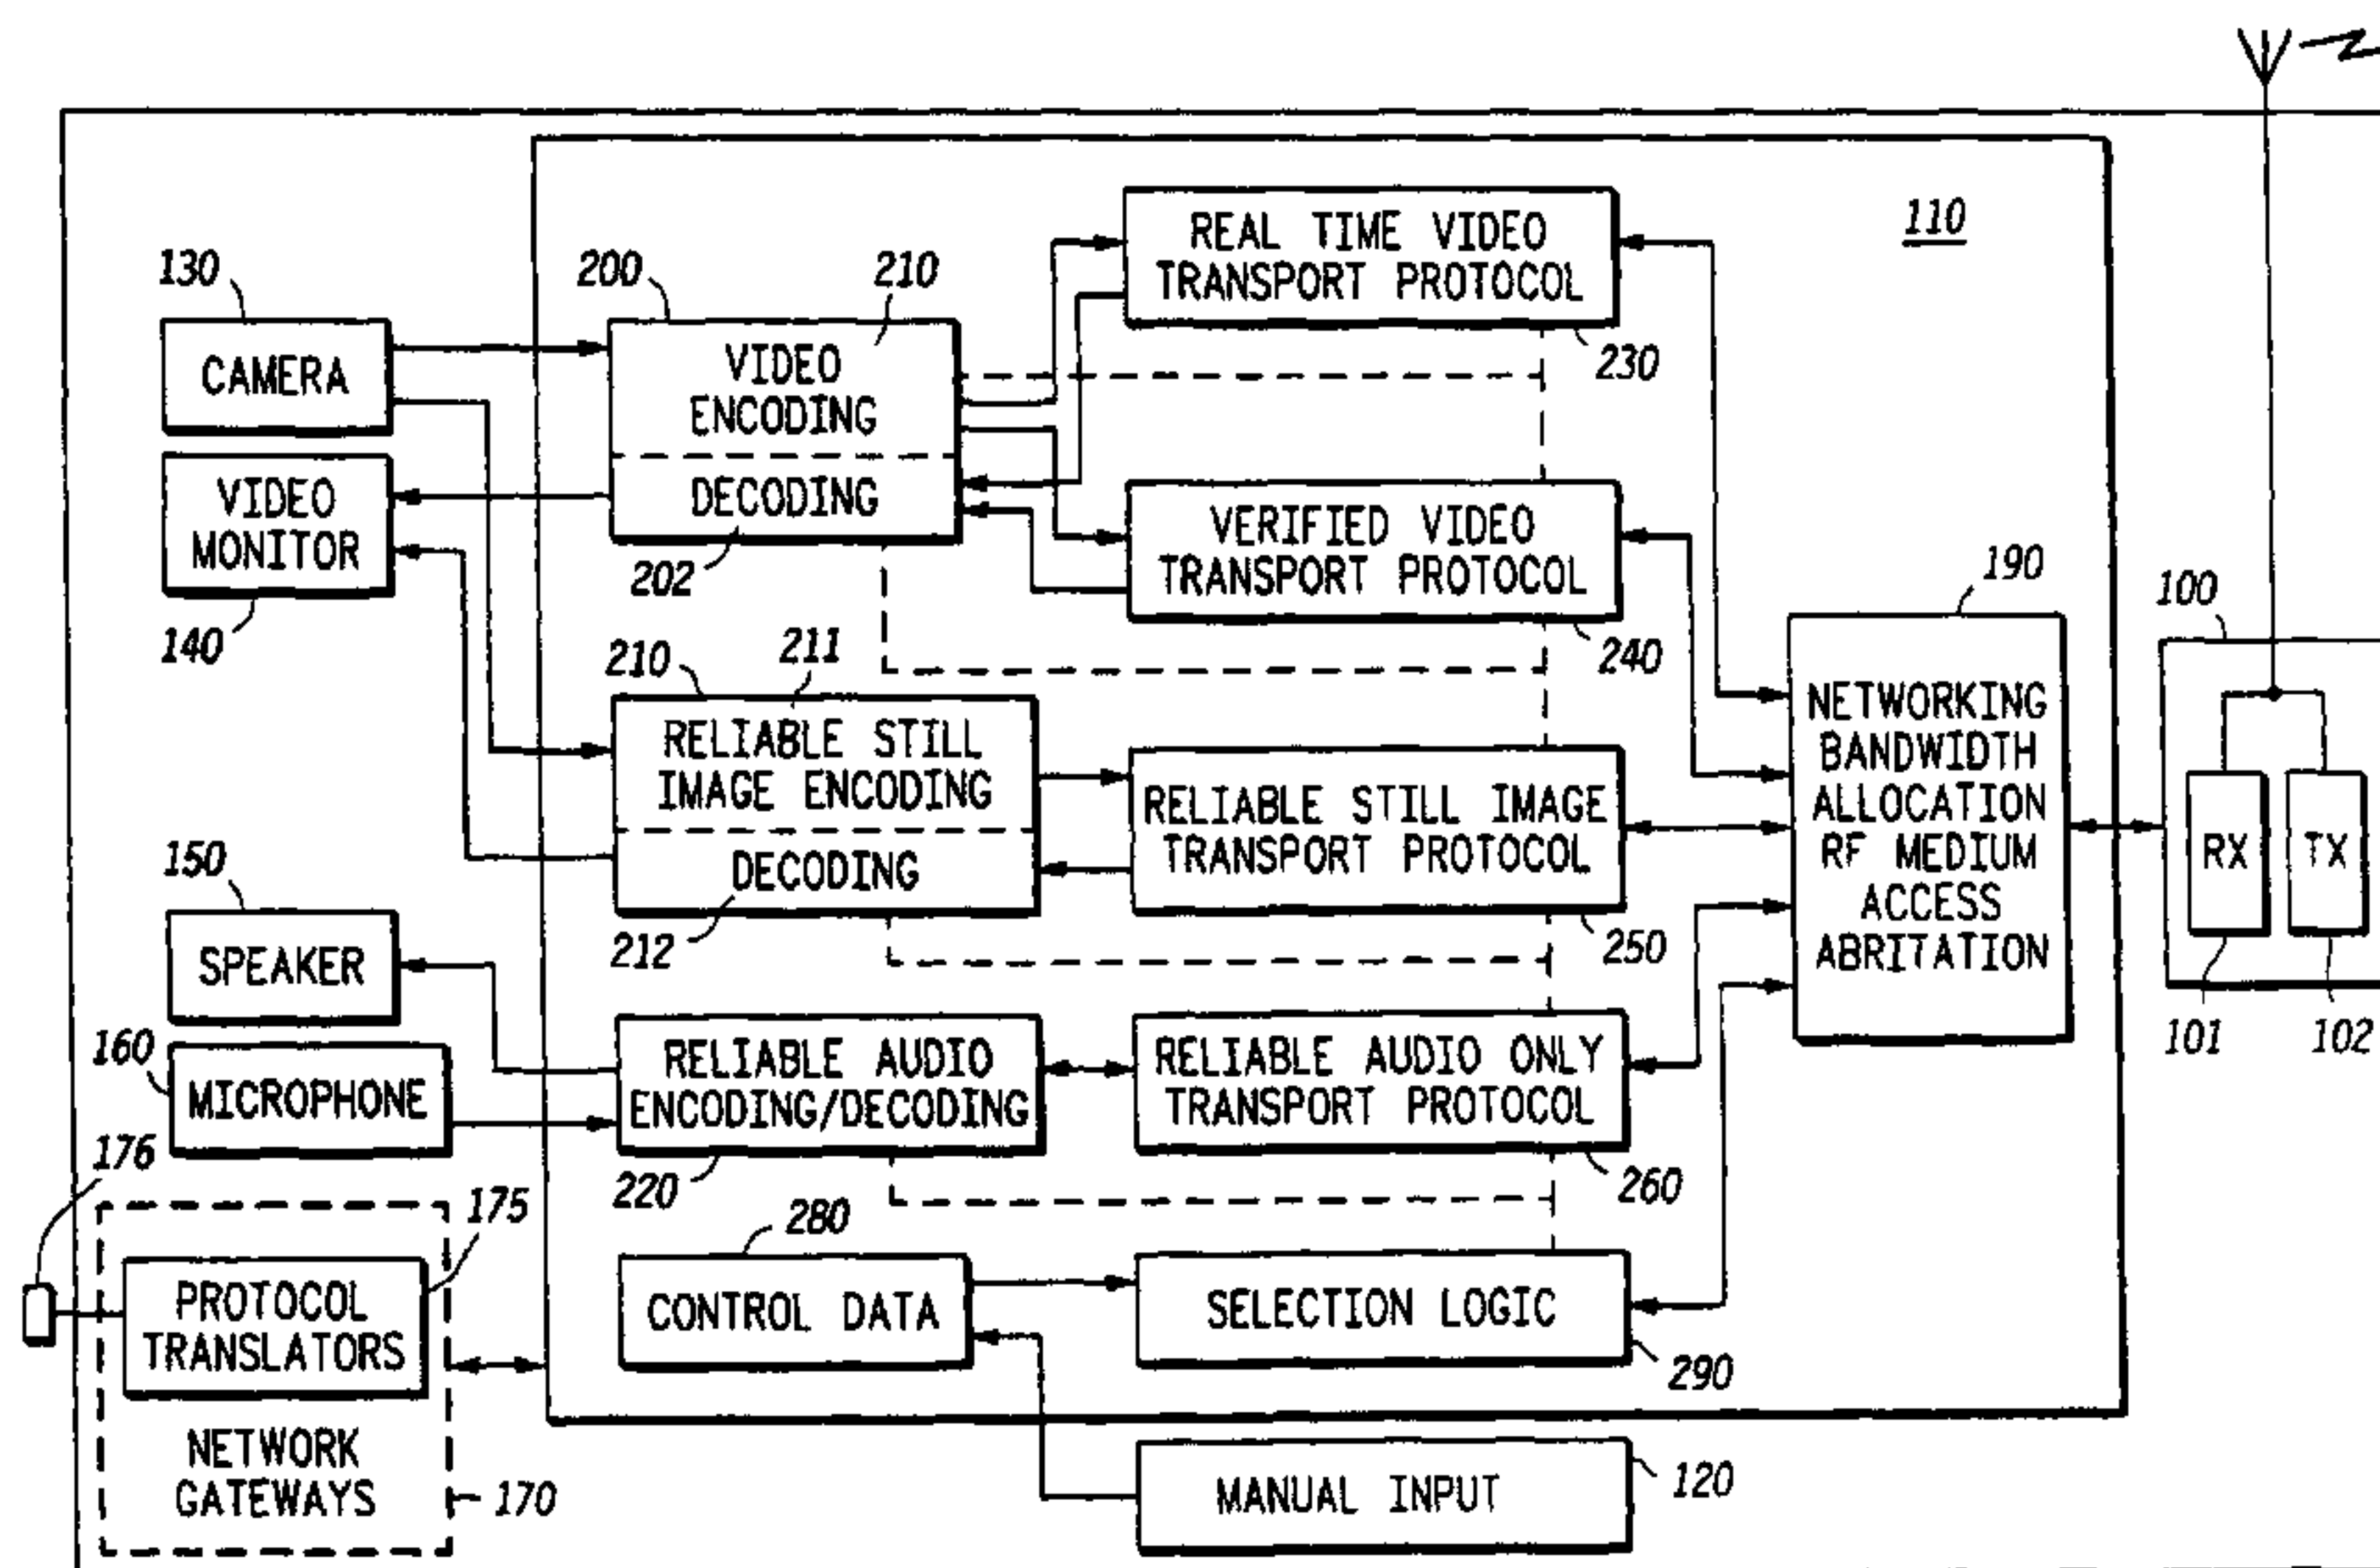 110
REAL TIME VIDEO
TRANSPORT PROTOCOL
230
130
CAMERA
200
210
VIDEO
ENCODING
DECODING
202
VIDEO
MONITOR
140
VERIFIED VIDEO
TRANSPORT PROTOCOL
240
190
NETWORKING
BANDWIDTH
ALLOCATION
RF MEDIUM
ACCESS
ABRITATION
100
RX
TX
101
102
210
211
RELIABLE STILL
IMAGE ENCODING
DECODING
212
RELIABLE STILL IMAGE
TRANSPORT PROTOCOL
250
150
SPEAKER
160
MICROPHONE
RELIABLE AUDIO
ENCODING/DECODING
220
RELIABLE AUDIO ONLY
TRANSPORT PROTOCOL
260
176
175
PROTOCOL
TRANSLATORS
NETWORK
GATEWAYS
170
280
CONTROL DATA
SELECTION LOGIC
290
MANUAL INPUT
120